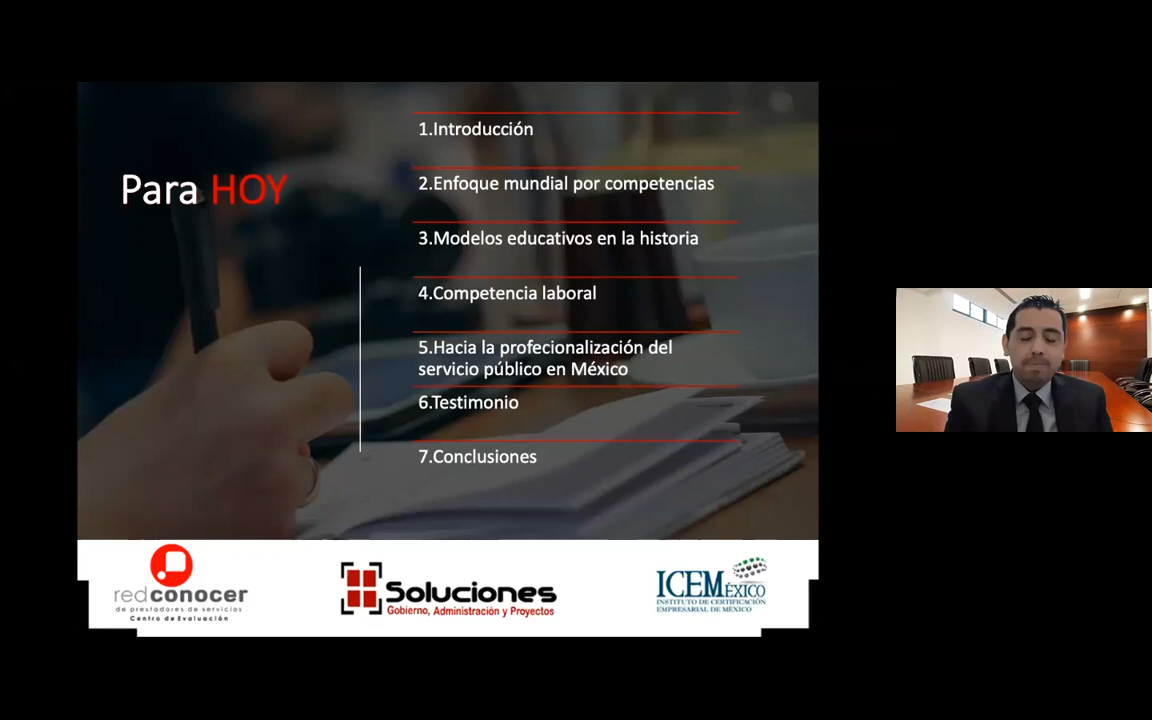 Para HOY
1.Introducción
2.Enfoque mundial por competencias
3.Modelos educativos en la historia
4.Competencia laboral
5.Hacia la profecionalización del
servicio público en México
6.Testimonio
7.Conclusiones
redconocer
de prestadores de servicios
Centro de Evaluación
Soluciones
Gobierno, Administración y Proyectos
ICEMÉXICO
INSTITUTO DE CERTIFICACIÓN
EMPRESARIAL DE MÉXICO